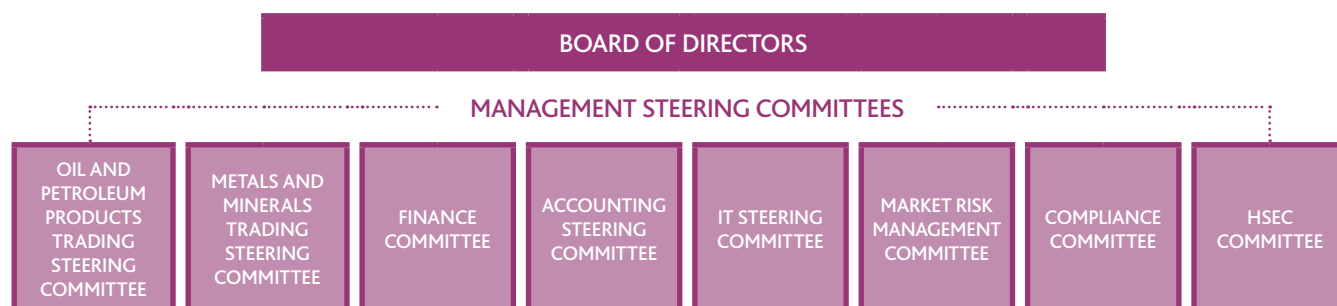 BOARD OF DIRECTORS
MANAGEMENT STEERING COMMITTEES
OIL AND
PETROLEUM
PRODUCTS
TRADING
STEERING
COMMITTEE
METALS AND
MINERALS
TRADING
STEERING
COMMITTEE
FINANCE
COMMITTEE
ACCOUNTING
STEERING
COMMITTEE
IT STEERING
COMMITTEE
MARKET RISK
MANAGEMENT
COMMITTEE
COMPLIANCE
COMMITTEE
HSEC
COMMITTEE